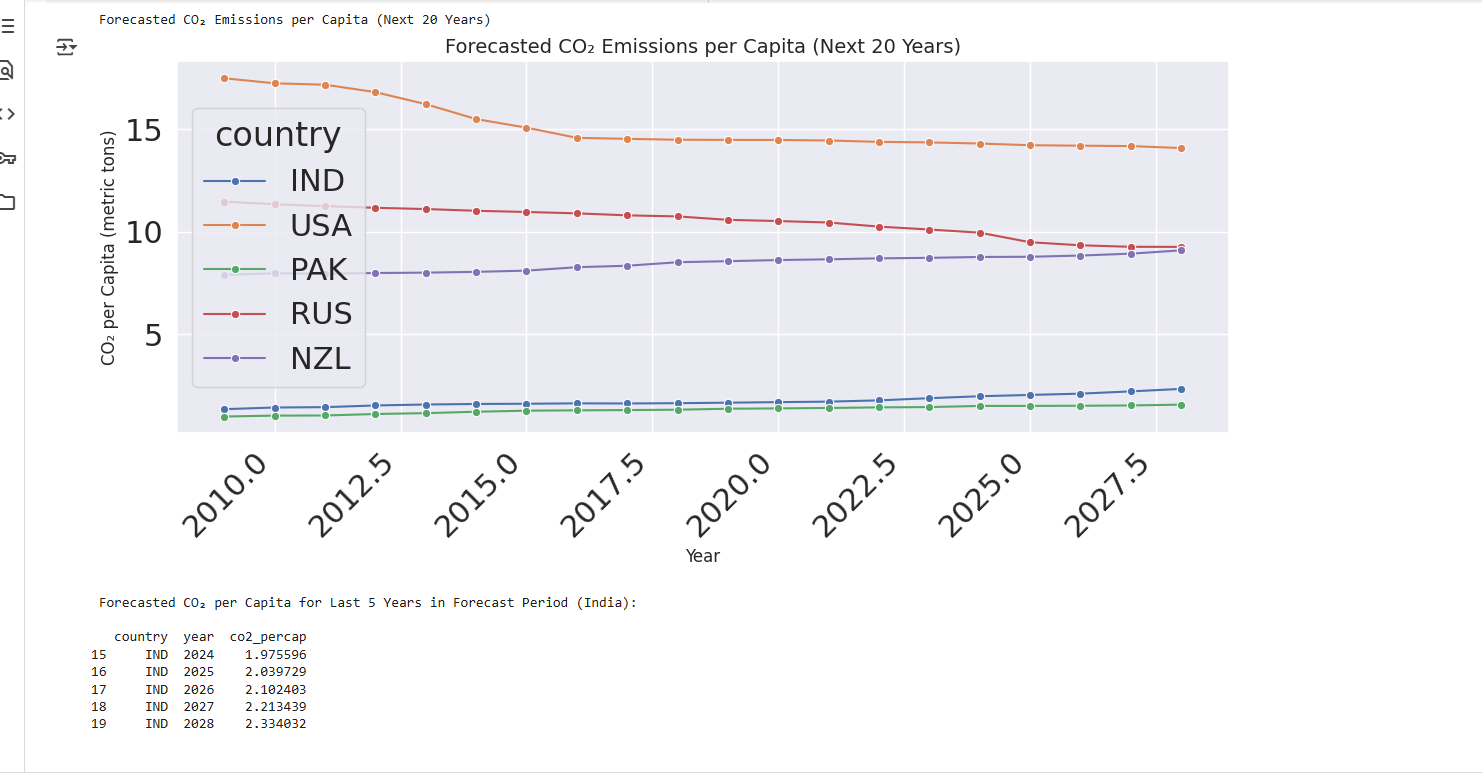 Forecasted CO₂ Emissions per Capita (Next 20 Years)
Forecasted CO₂ Emissions per Capita (Next 20 Years)
CO₂ per Capita (metric tons)
15
10
5
country
IND
USA
PAK
RUS
NZL
2010.0 2012.5 2015.0 2017.5 2020.0 2022.5 2025.0 2027.5
Year
Forecasted CO₂ per Capita for Last 5 Years in Forecast Period (India):
country year co2_percap
15 IND 2024 1.975596
16 IND 2025 2.039729
17 IND 2026 2.102403
18 IND 2027 2.213439
19 IND 2028 2.334032